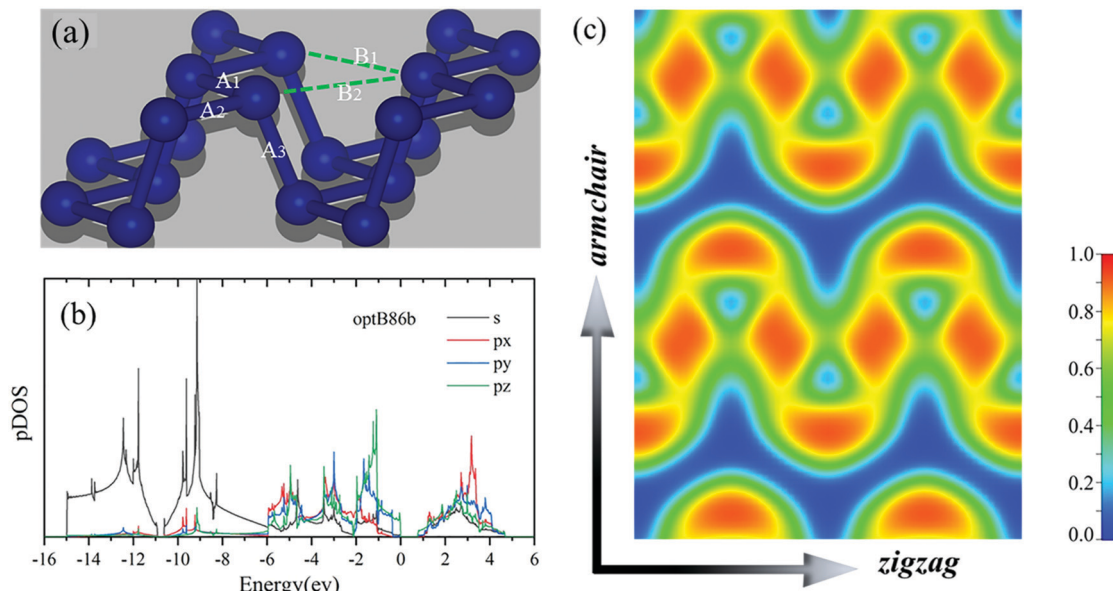 (a)
B1
A1
B2
A2
A3
(b)
optB86b
s
px
py
pz
pDOS
-16 -14 -12 -10 -8 -6 -4 -2 0 2 4 6
Energy(ev)
(c)
armchair
zigzag
1.0
0.8
0.6
0.4
0.2
0.0